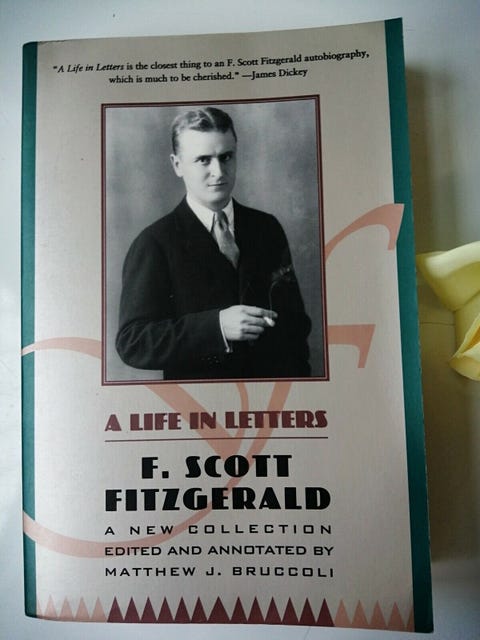 "A Life in Letters is the closest thing to an F. Scott Fitzgerald autobiography,
which is much to be cherished." —James Dickey
A LIFE IN LETTERS
F. SCOTT
FITZGERALD
A NEW COLLECTION
EDITED AND ANNOTATED BY
MATTHEW J. BRUCCOLI